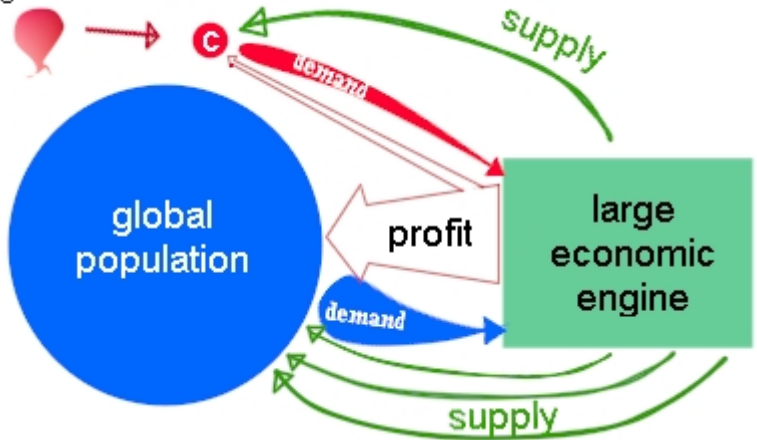 supply
C
demand
global
population
profit
large
economic
engine
demand
supply